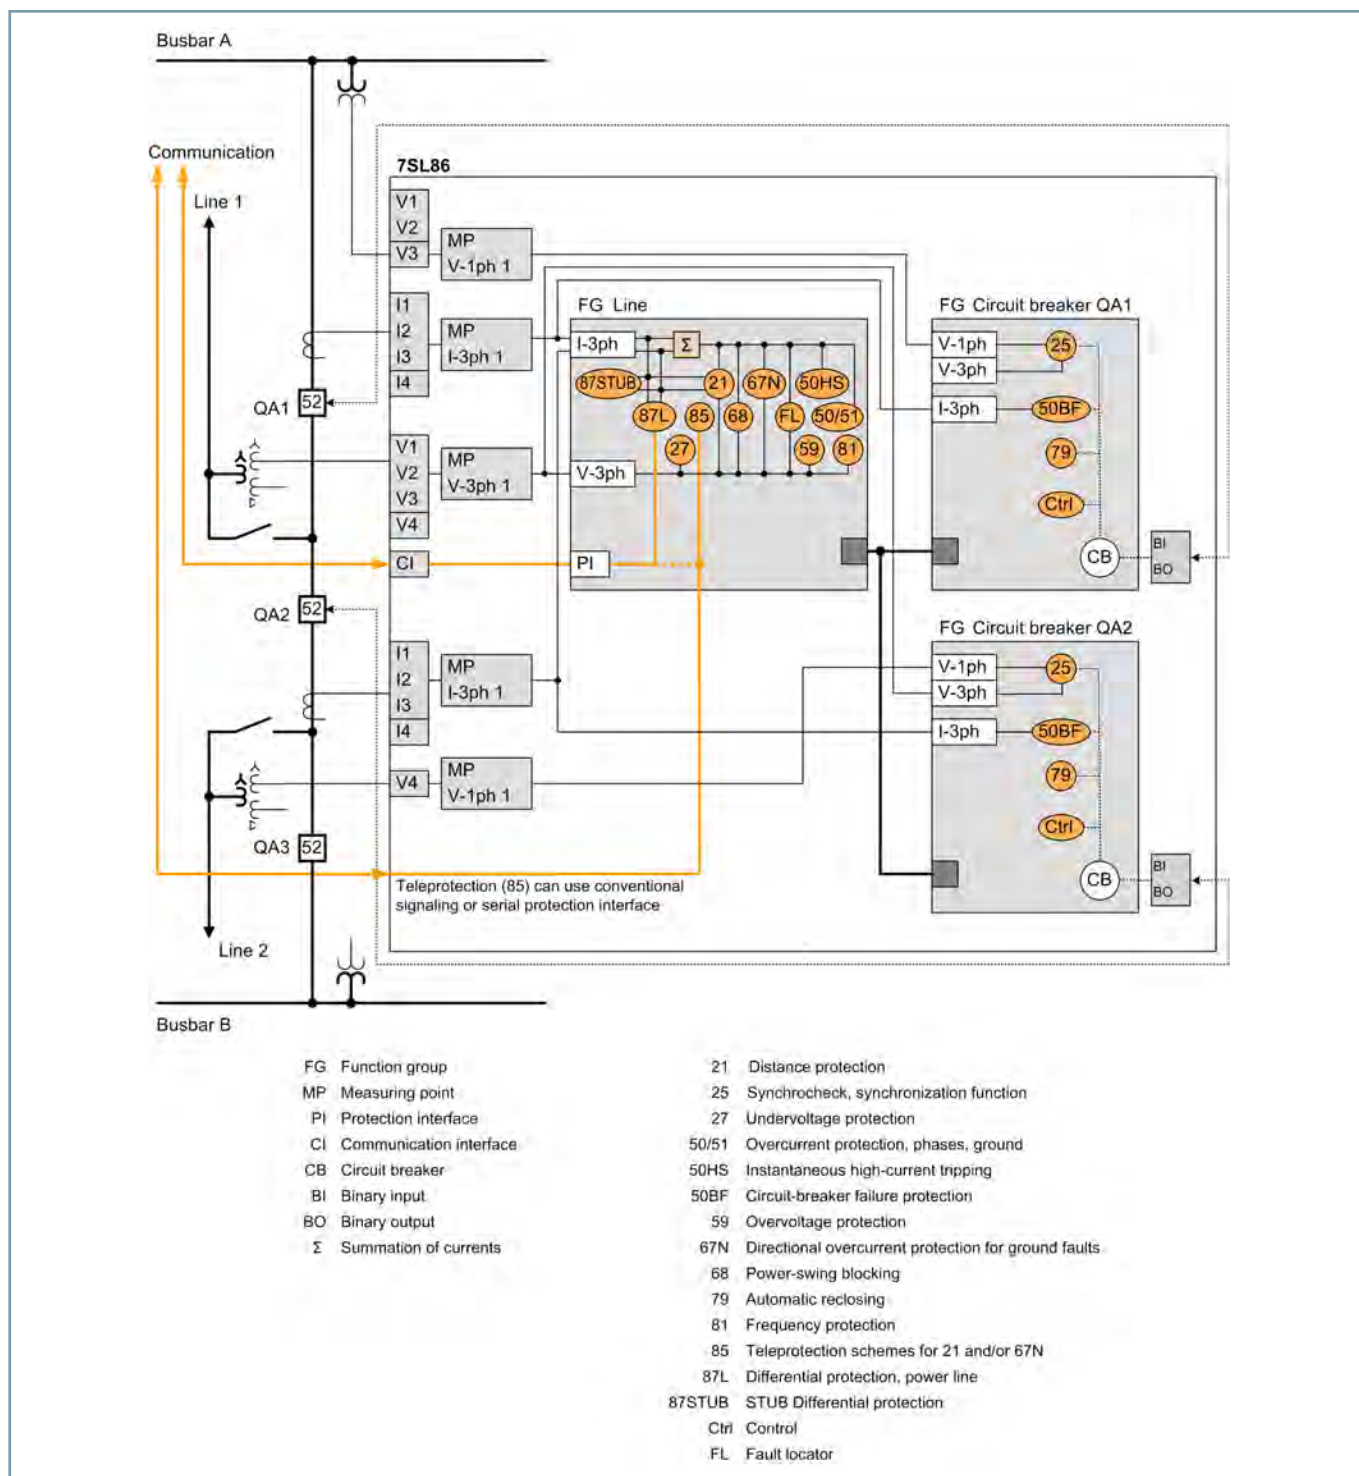 Busbar A
Communication
Line 1
7SL86
V1
V2
V3
MP
V-1ph 1
I1
I2
I3
I4
MP
I-3ph 1
FG Line
I-3ph
Σ
87STUB
21
67N
50HS
87L
85
68
FL
50/51
27
59
81
V-3ph
PI
FG Circuit breaker QA1
V-1ph
V-3ph
I-3ph
25
50BF
79
Ctrl
CB
BI
BO
QA1
52
V1
V2
V3
V4
MP
V-3ph 1
CI
QA2
52
I1
I2
I3
I4
MP
I-3ph 1
V4
MP
V-1ph 1
FG Circuit breaker QA2
V-1ph
V-3ph
I-3ph
25
50BF
79
Ctrl
CB
BI
BO
QA3
52
Teleprotection (85) can use conventional
signaling or serial protection interface
Line 2
Busbar B
FG Function group
MP Measuring point
PI Protection interface
CI Communication interface
CB Circuit breaker
BI Binary input
BO Binary output
Σ Summation of currents
21 Distance protection
25 Synchrocheck, synchronization function
27 Undervoltage protection
50/51 Overcurrent protection, phases, ground
50HS Instantaneous high-current tripping
50BF Circuit-breaker failure protection
59 Overvoltage protection
67N Directional overcurrent protection for ground faults
68 Power-swing blocking
79 Automatic reclosing
81 Frequency protection
85 Teleprotection schemes for 21 and/or 67N
87L Differential protection, power line
87STUB STUB Differential protection
Ctrl Control
FL Fault locator